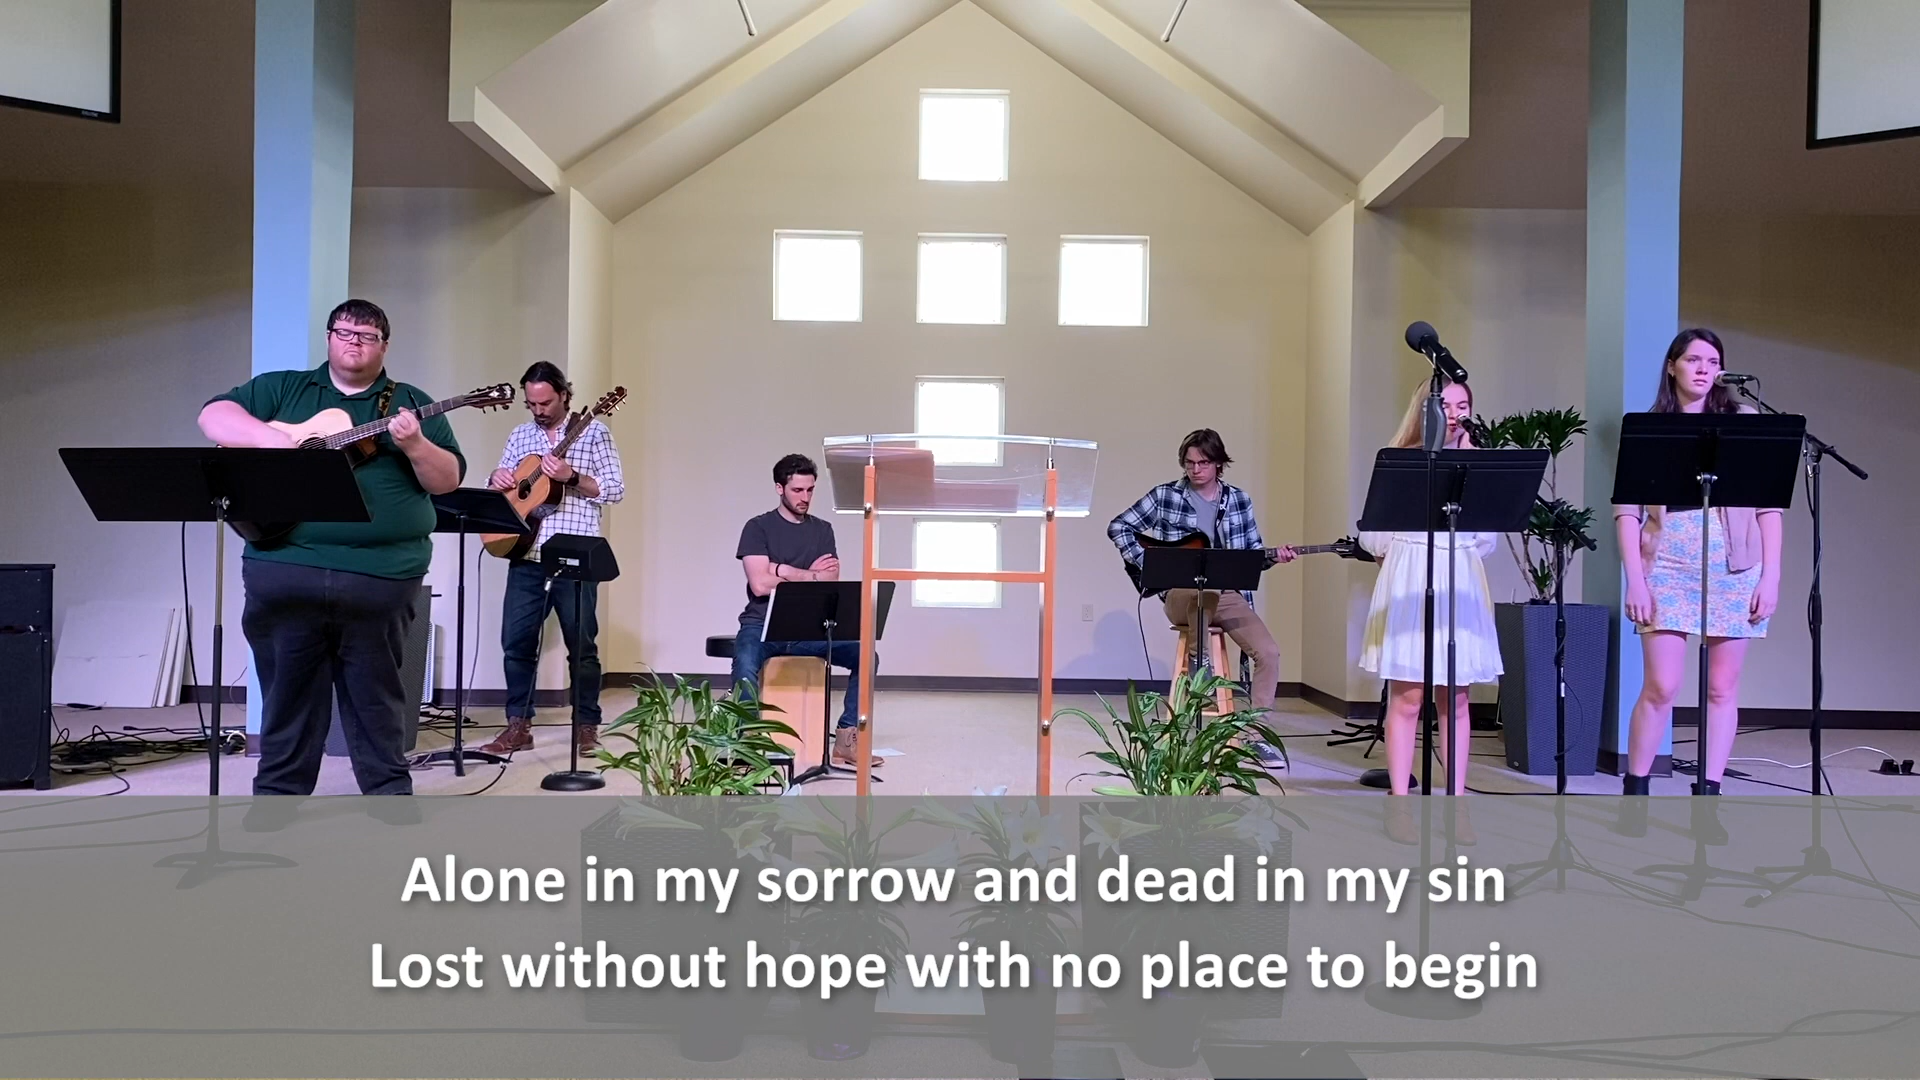 Alone in my sorrow and dead in my sin
Lost without hope with no place to begin